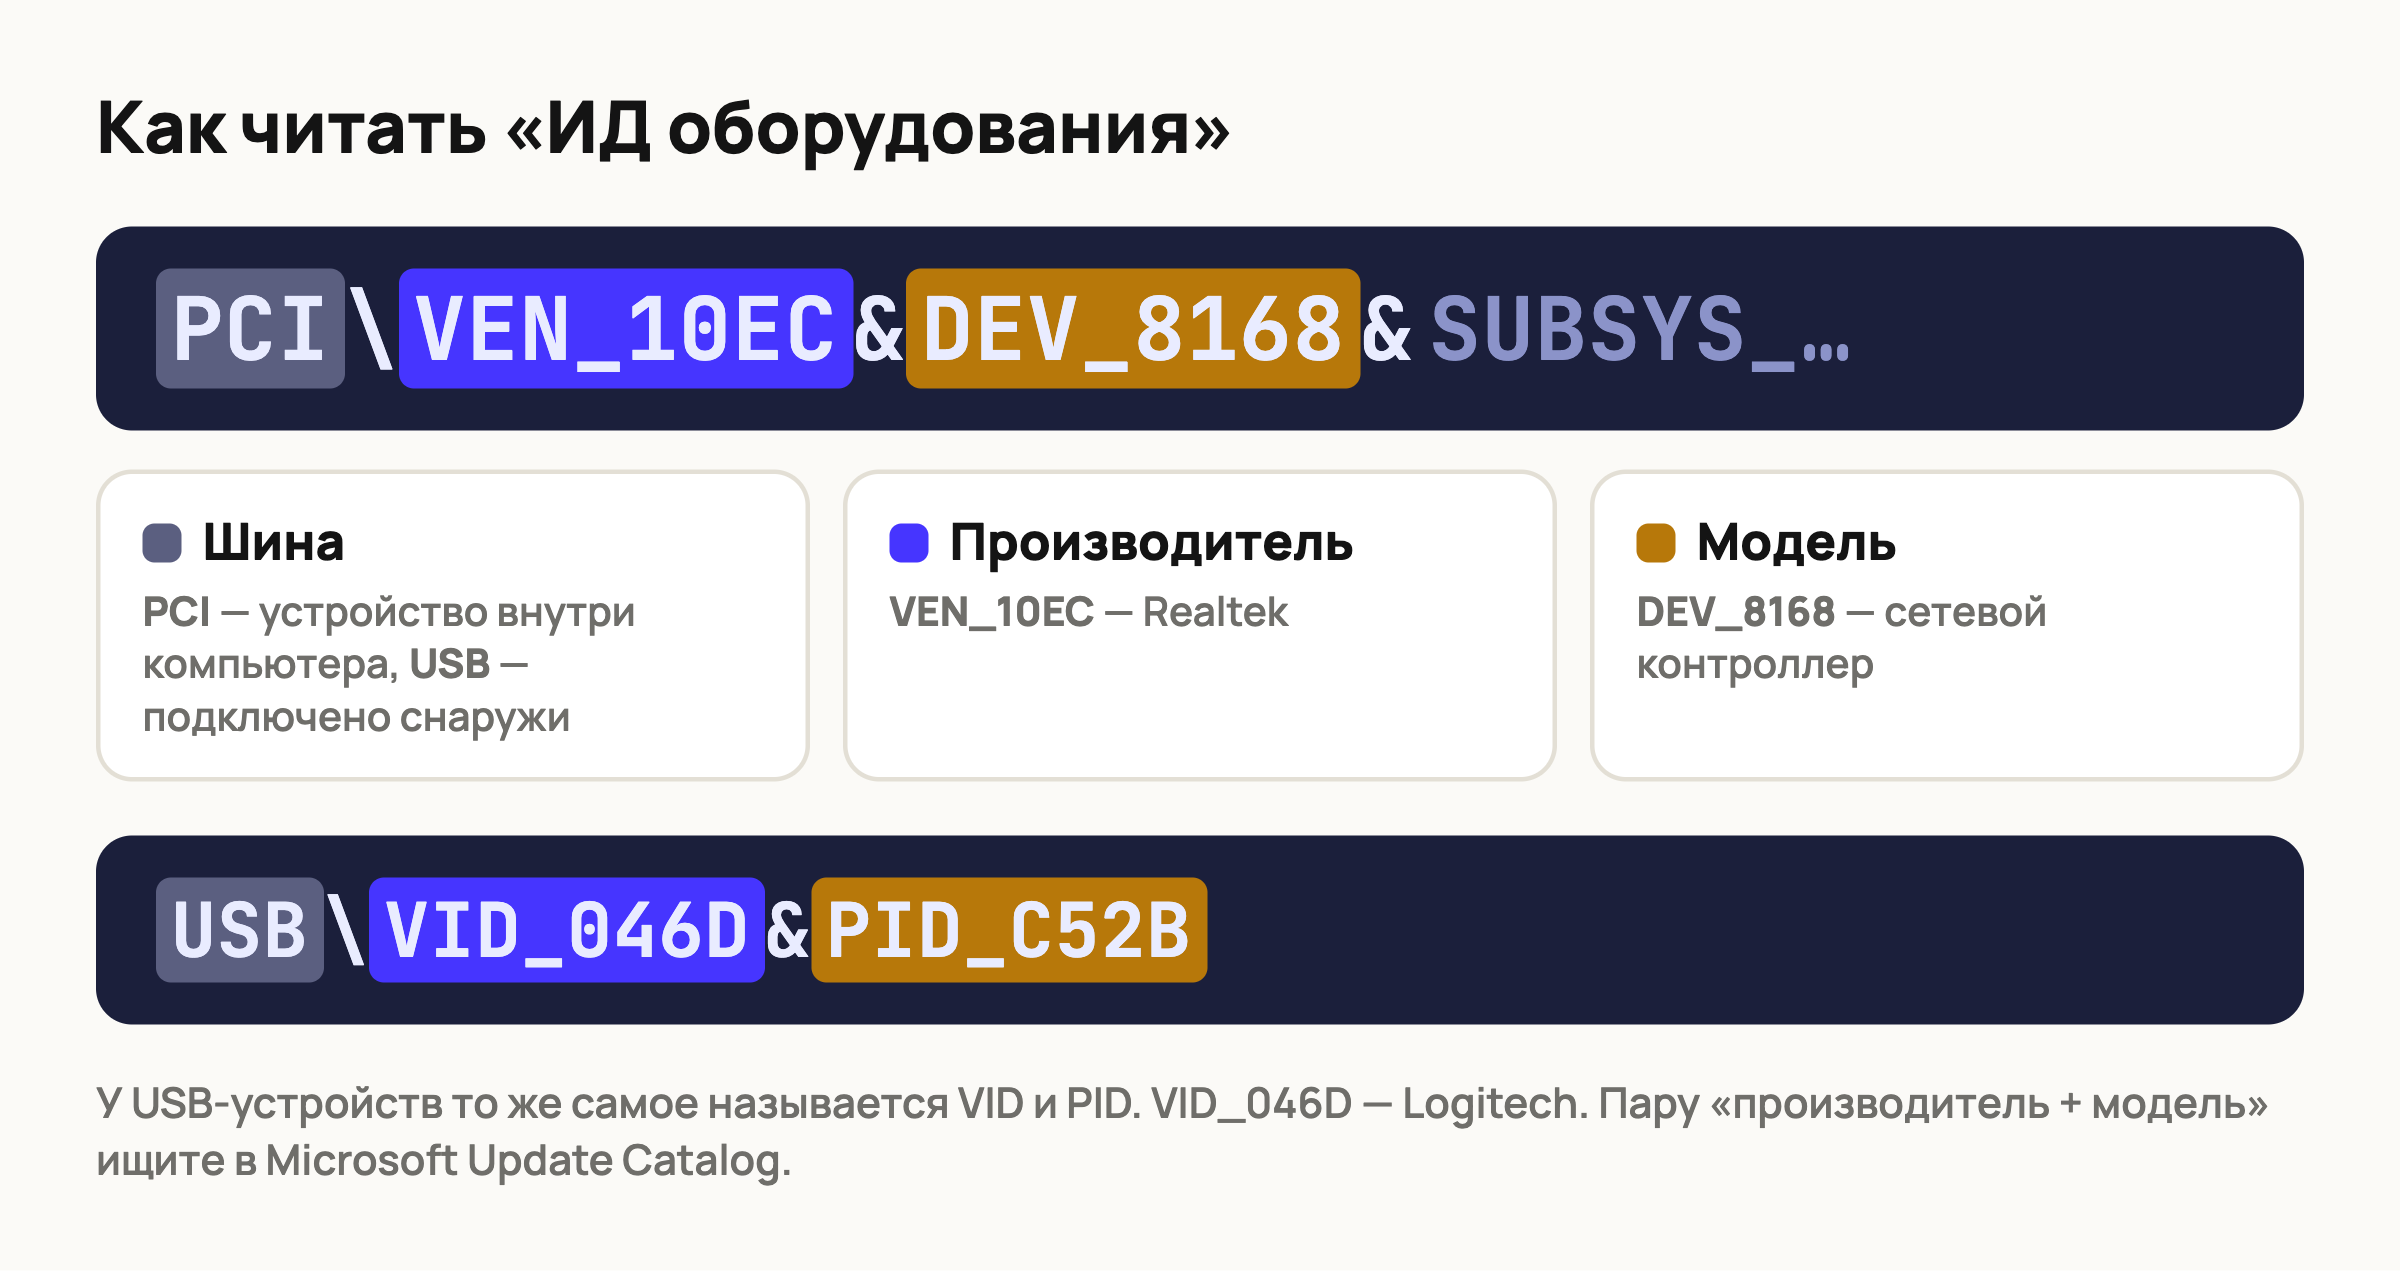 Как читать «ИД оборудования»
PCI\VEN_10EC&DEV_8168& SUBSYS_…
Шина
PCI — устройство внутри
компьютера, USB —
подключено снаружи
Производитель
VEN_10EC — Realtek
Модель
DEV_8168 — сетевой
контроллер
USB\VID_046D&PID_C52B
У USB-устройств то же самое называется VID и PID. VID_046D — Logitech. Пару «производитель + модель»
ищите в Microsoft Update Catalog.